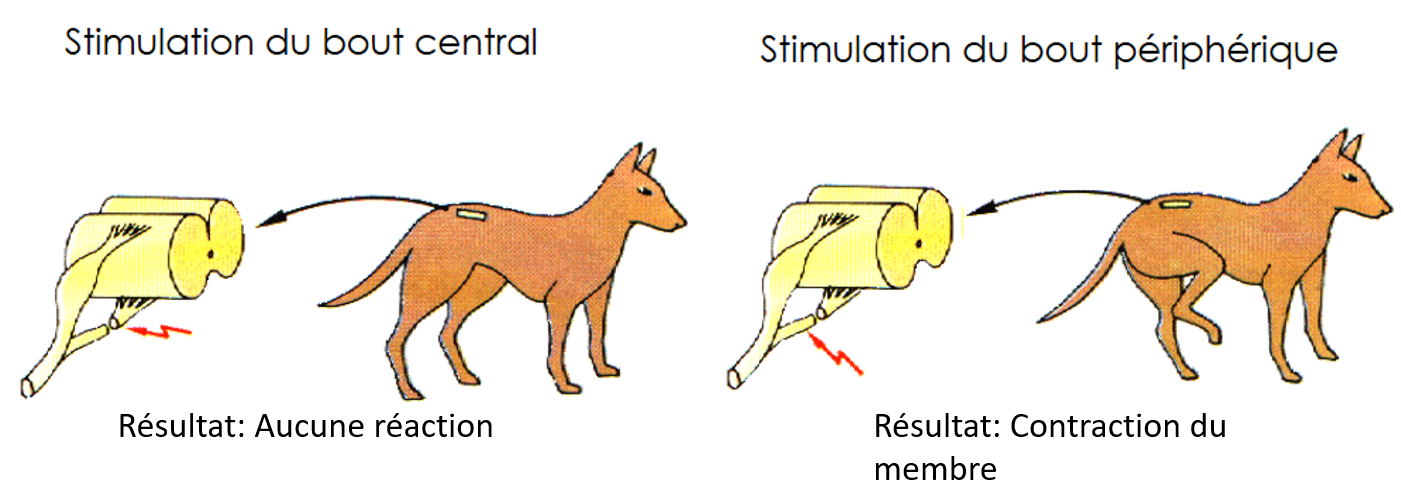 Stimulation du bout central
Stimulation du bout périphérique
Résultat: Aucune réaction
Résultat: Contraction du
membre